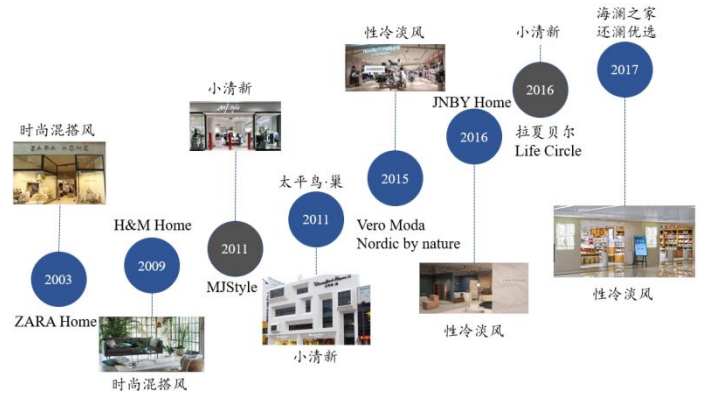 时尚混搭风
ZARA HOME
2003
ZARA Home
H&M Home
2009
时尚混搭风
小清新
2011
MJStyle
太平鸟·巢
2011
小清新
性冷淡风
2015
Vero Moda
Nordic by nature
JNBY Home
2016
性冷淡风
小清新
2016
拉夏贝尔
Life Circle
海澜之家
还澜优选
2017
性冷淡风